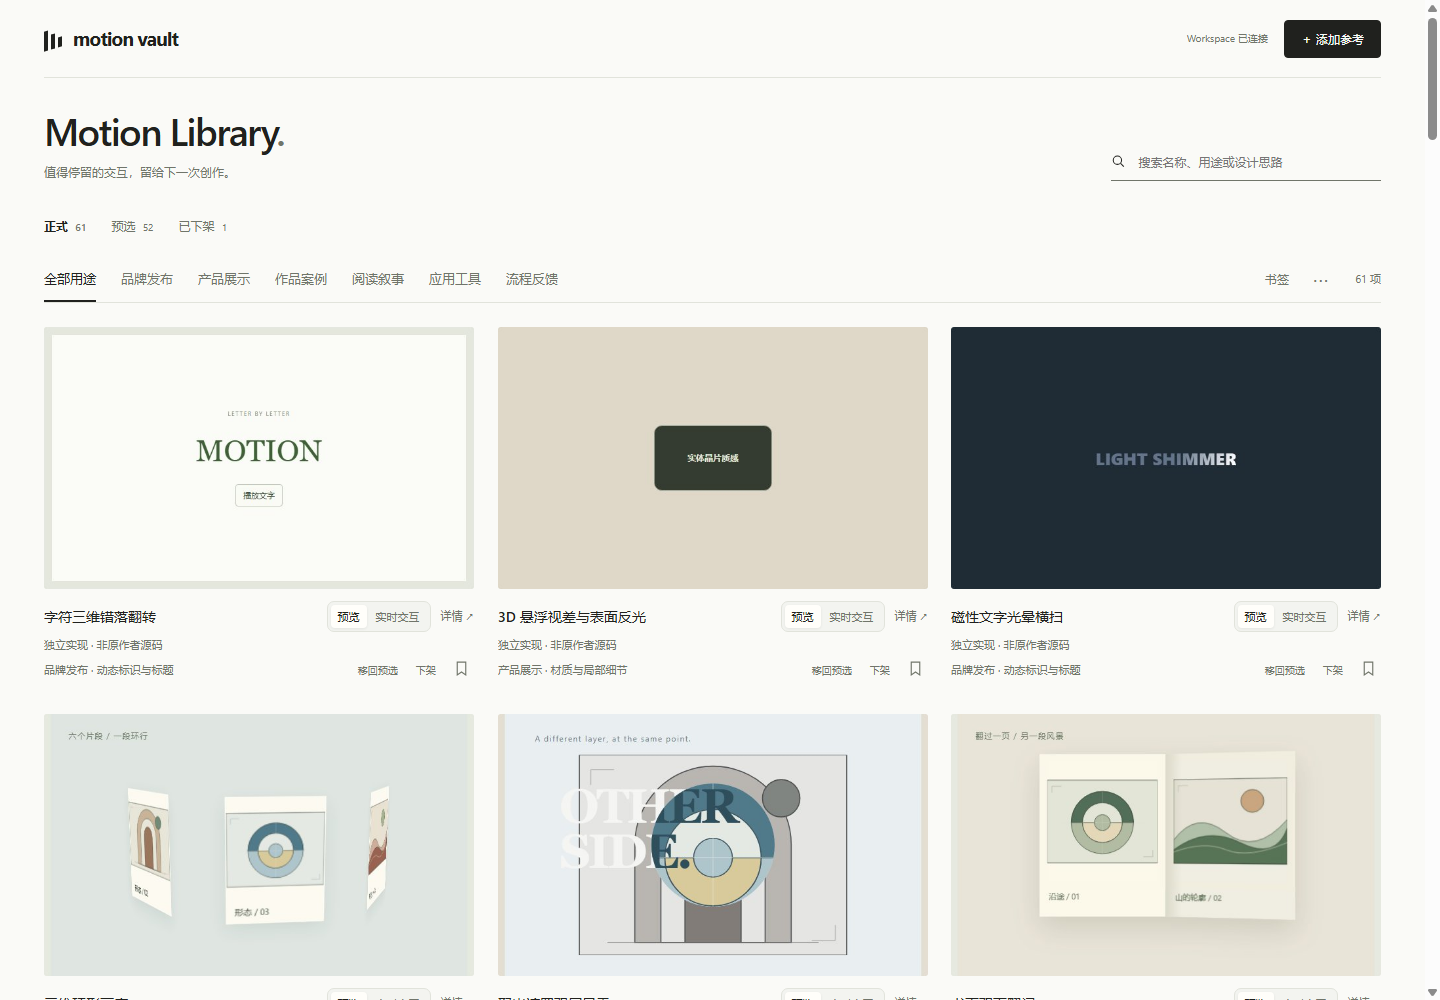 motion vault
Workspace 已连接
+ 添加参考
Motion Library.
值得停留的交互，留给下一次创作。
搜索名称、用途或设计思路
正式 61 预选 52 已下架 1
全部用途 品牌发布 产品展示 作品案例 阅读叙事 应用工具 流程反馈
书签 ··· 61 项
LETTER BY LETTER
MOTION
播放文字
实体晶片质感
LIGHT SHIMMER
字符三维错落翻转 预览 实时交互 详情 ↗
独立实现 · 非原作者源码
品牌发布 · 动态标识与标题 移回预选 下架
3D 悬浮视差与表面反光 预览 实时交互 详情 ↗
独立实现 · 非原作者源码
产品展示 · 材质与局部细节 移回预选 下架
磁性文字光晕横扫 预览 实时交互 详情 ↗
独立实现 · 非原作者源码
品牌发布 · 动态标识与标题 移回预选 下架
六个片段 / 一段环行
形态 / 03
A different layer, at the same point.
OTHER
SIDE.
翻过一页 / 另一段风景
沿途 / 01
山的轮廓 / 02